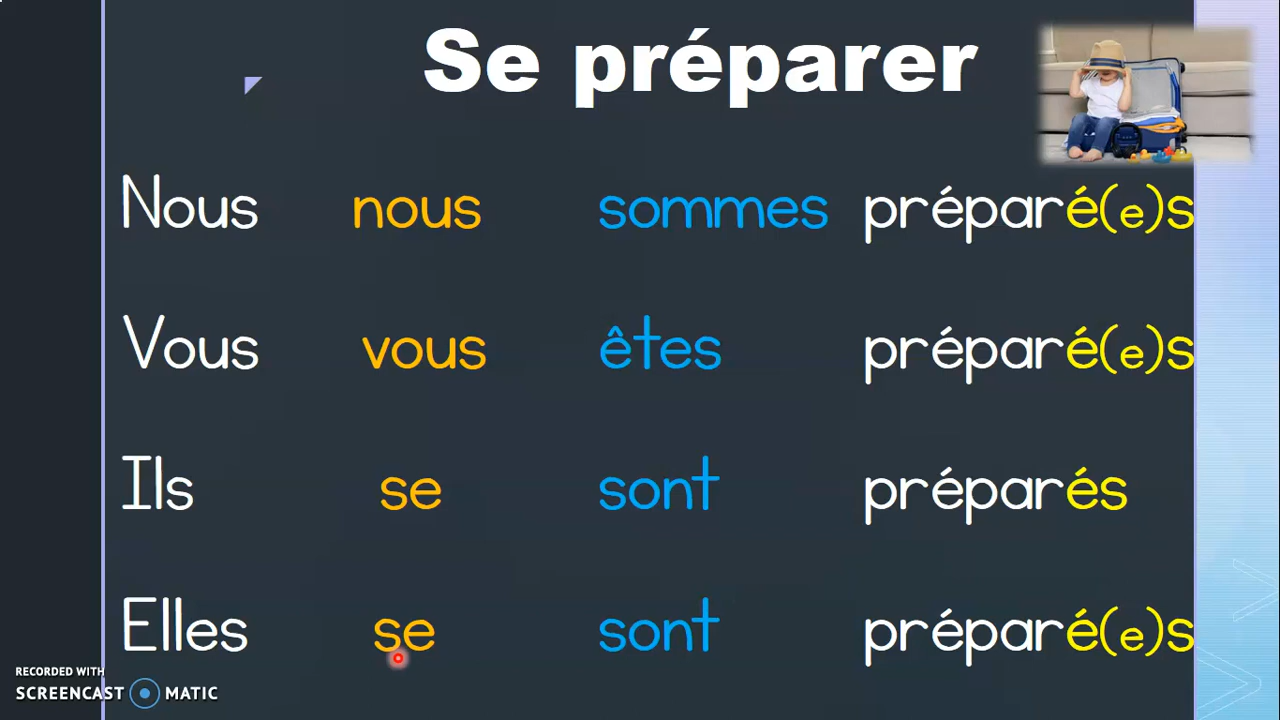 Se préparer
Nous nous sommes préparé(e)s
Vous vous êtes préparé(e)s
Ils se sont préparés
Elles se sont préparé(e)s
RECORDED WITH
SCREENCAST MATIC